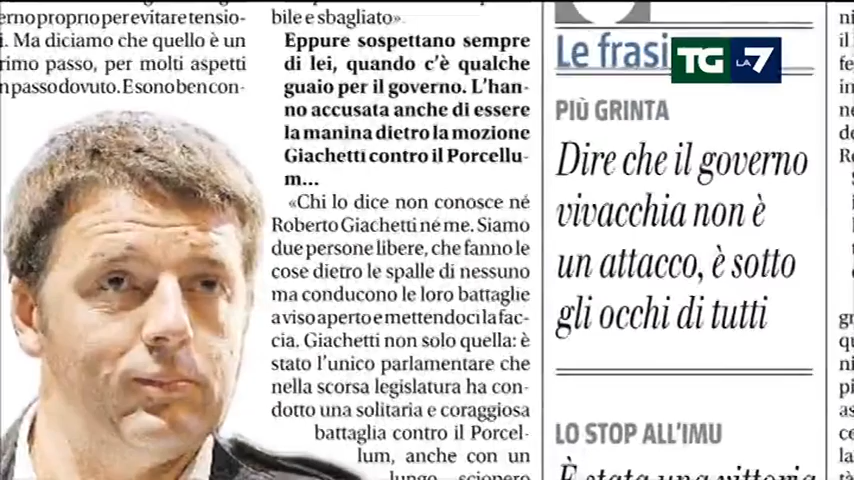 erno proprio per evitare tensio-
i. Ma diciamo che quello è un
rimo passo, per molti aspetti
n passo dovuto. E sono ben con-
bile e sbagliato».
Eppure sospettano sempre
di lei, quando c'è qualche
guaio per il governo. L'han-
no accusata anche di essere
la manina dietro la mozione
Giachetti contro il Porcellu-
m...
«Chi lo dice non conosce né
Roberto Giachetti né me. Siamo
due persone libere, che fanno le
cose dietro le spalle di nessuno
ma conducono le loro battaglie
a viso aperto e mettendoci la fac-
cia. Giachetti non solo quella: è
stato l'unico parlamentare che
nella scorsa legislatura ha con-
dotto una solitaria e coraggiosa
battaglia contro il Porcel-
lum, anche con un
lungo sciopero
Le frasi
TG LA7
PIÙ GRINTA
Dire che il governo
vivacchia non è
un attacco, è sotto
gli occhi di tutti
LO STOP ALL'IMU
È stata una vittoria